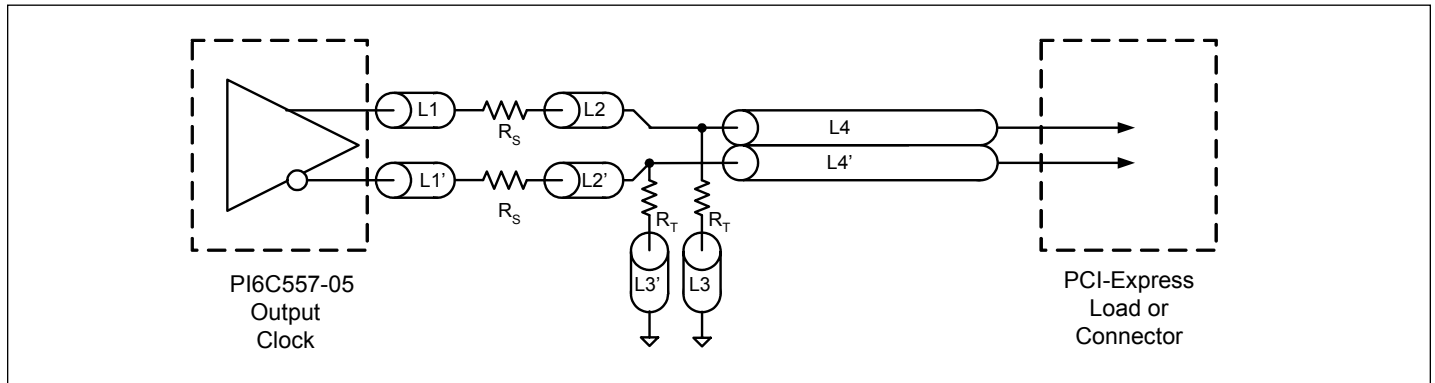 L1
R_S
L2
L4
L1'
R_S
L2'
L4'
R_T
R_T
L3'
L3
PI6C557-05
Output
Clock
PCI-Express
Load or
Connector